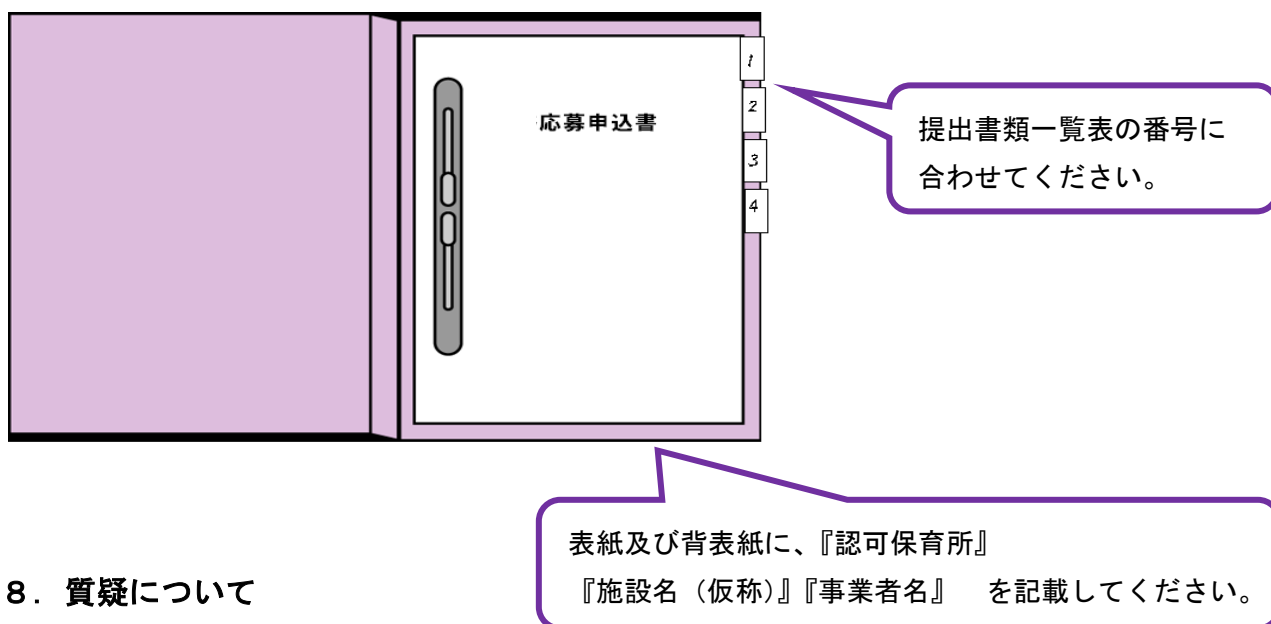 応募申込書
1
2
3
4
提出書類一覧表の番号に
合わせてください。
表紙及び背表紙に、『認可保育所』
『施設名（仮称）』『事業者名』　を記載してください。
８．質疑について